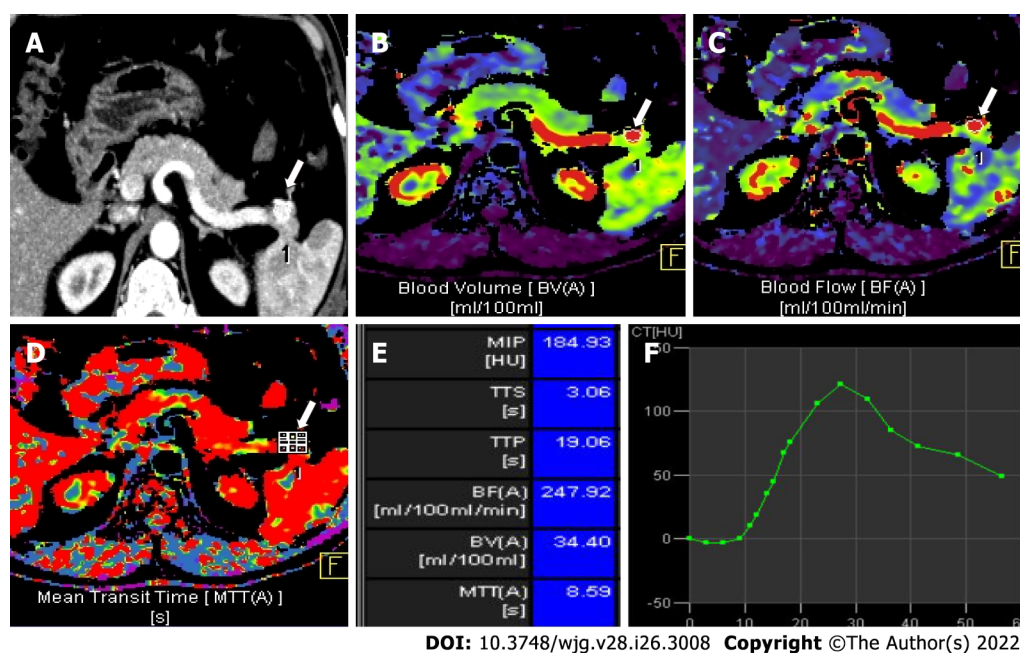 A
1
B
1
F
Blood Volume [ BV(A) ]
[ml/100ml]
C
1
F
Blood Flow [ BF(A) ]
[ml/100ml/min]
D
1
F
Mean Transit Time [ MTT(A) ]
[s]
E
MIP
[HU]
184.93
TTS
[s]
3.06
TTP
[s]
19.06
BF(A)
[ml/100ml/min]
247.92
BV(A)
[ml/100ml]
34.40
MTT(A)
[s]
8.59
CT[HU]
F
100
50
0
-50
0
10
20
30
40
50
DOI: 10.3748/wjg.v28.i26.3008 Copyright ©The Author(s) 2022